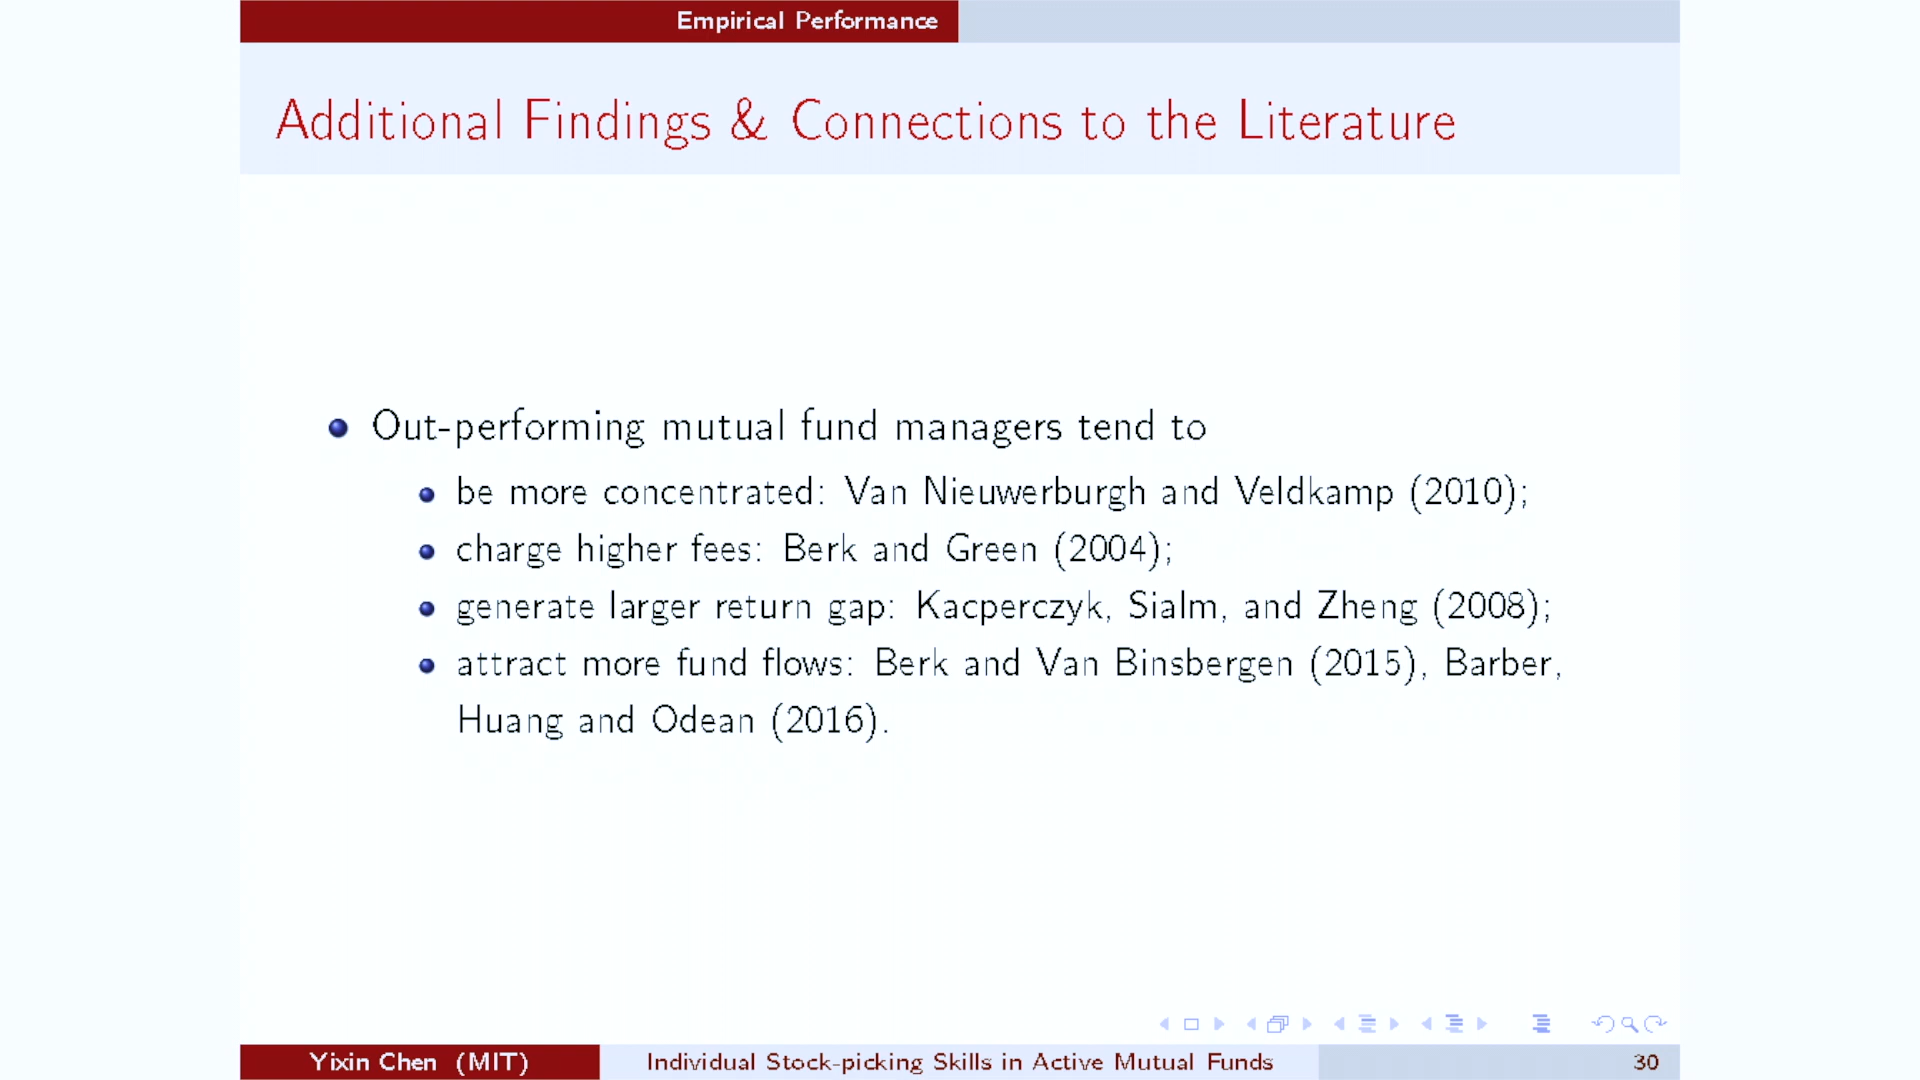 Empirical Performance
Additional Findings & Connections to the Literature
Out-performing mutual fund managers tend to
be more concentrated: Van Nieuwerburgh and Veldkamp (2010);
charge higher fees: Berk and Green (2004);
generate larger return gap: Kacperczyk, Sialm, and Zheng (2008);
attract more fund flows: Berk and Van Binsbergen (2015), Barber,
Huang and Odean (2016).
Yixin Chen (MIT)
Individual Stock-picking Skills in Active Mutual Funds
30